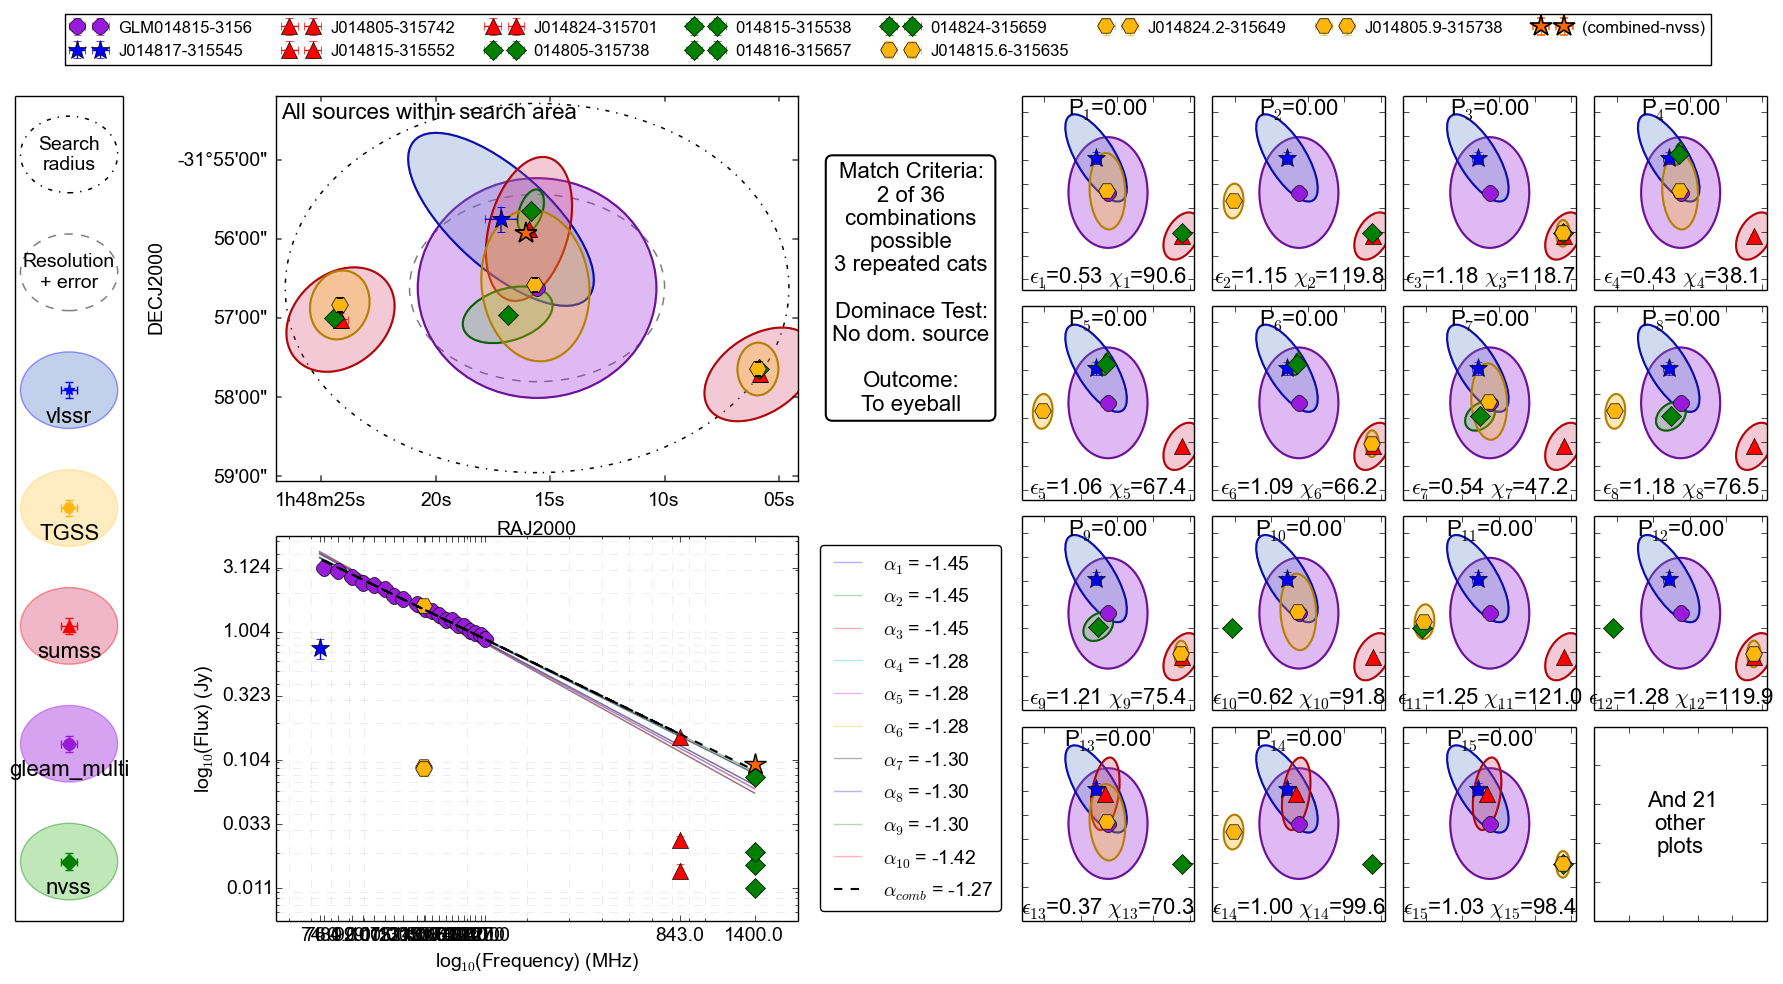 GLM014815-3156 J014805-315742 J014824-315701 014815-315538 014824-315659 J014824.2-315649 J014805.9-315738 (combined-nvss)
J014817-315545 J014815-315552 014805-315738 014816-315657 J014815.6-315635
Search
radius
Resolution
+ error
vlssr
TGSS
sumss
gleam_multi
nvss
All sources within search area
DECJ2000
-31°55'00"
56'00"
57'00"
58'00"
59'00"
1h48m25s 20s 15s 10s 05s
RAJ2000
Match Criteria:
2 of 36
combinations
possible
3 repeated cats
Dominace Test:
No dom. source
Outcome:
To eyeball
log10(Flux) (Jy)
3.124
1.004
0.323
0.104
0.033
0.011
843.0 1400.0
log10(Frequency) (MHz)
α1 = -1.45
α2 = -1.45
α3 = -1.45
α4 = -1.28
α5 = -1.28
α6 = -1.28
α7 = -1.30
α8 = -1.30
α9 = -1.30
α10 = -1.42
αcomb = -1.27
P1=0.00
ϵ1=0.53 χ1=90.6
P2=0.00
ϵ2=1.15 χ2=119.8
P3=0.00
ϵ3=1.18 χ3=118.7
P4=0.00
ϵ4=0.43 χ4=38.1
P5=0.00
ϵ5=1.06 χ5=67.4
P6=0.00
ϵ6=1.09 χ6=66.2
P7=0.00
ϵ7=0.54 χ7=47.2
P8=0.00
ϵ8=1.18 χ8=76.5
P9=0.00
ϵ9=1.21 χ9=75.4
P10=0.00
ϵ10=0.62 χ10=91.8
P11=0.00
ϵ11=1.25 χ11=121.0
P12=0.00
ϵ12=1.28 χ12=119.9
P13=0.00
ϵ13=0.37 χ13=70.3
P14=0.00
ϵ14=1.00 χ14=99.6
P15=0.00
ϵ15=1.03 χ15=98.4
And 21
other
plots